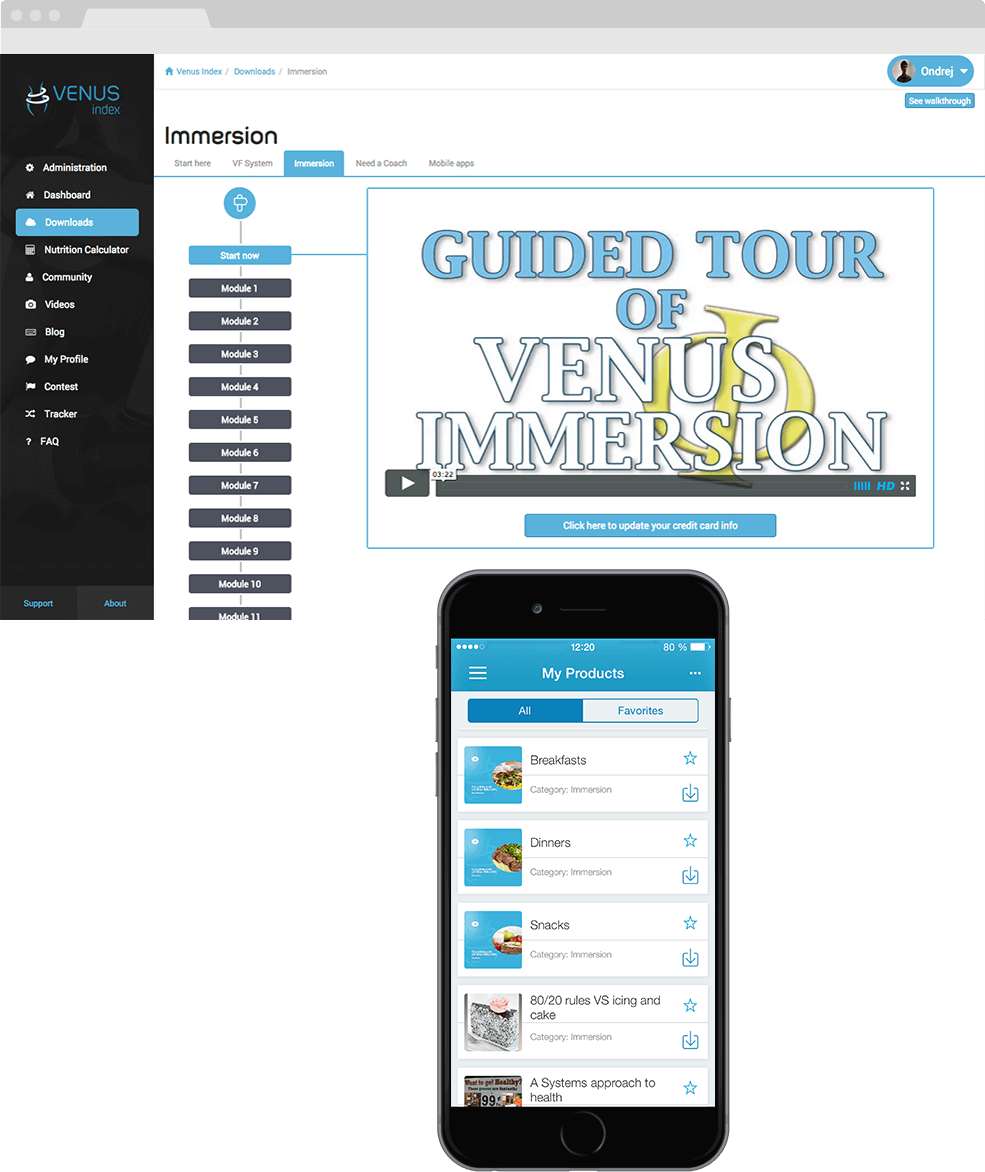 VENUS
index
Administration
Dashboard
Downloads
Nutrition Calculator
Community
Videos
Blog
My Profile
Contest
Tracker
? FAQ
Support
About
Venus Index / Downloads / Immersion
Ondrej
See walkthrough
Immersion
Start here
VF System
Immersion
Need a Coach
Mobile apps
Start now
Module 1
Module 2
Module 3
Module 4
Module 5
Module 6
Module 7
Module 8
Module 9
Module 10
Module 11
GUIDED TOUR
OF
VENUS
IMMERSION
03:22
HD
Click here to update your credit card info
12:20
80 %
My Products
All
Favorites
Breakfasts
Category: Immersion
Dinners
Category: Immersion
Snacks
Category: Immersion
80/20 rules VS icing and
cake
Category: Immersion
What to get Healthy?
99
A Systems approach to
health